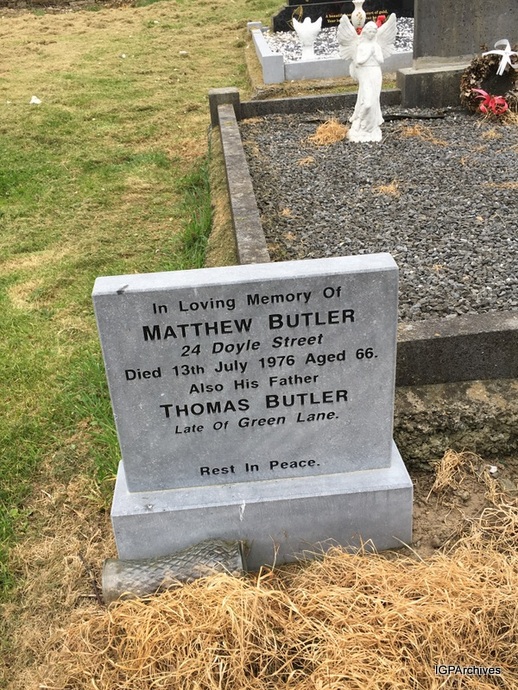 In Loving Memory Of
MATTHEW BUTLER
24 Doyle Street
Died 13th July 1976 Aged 66.
Also His Father
THOMAS BUTLER
Late Of Green Lane.
Rest In Peace.
IGPArchives